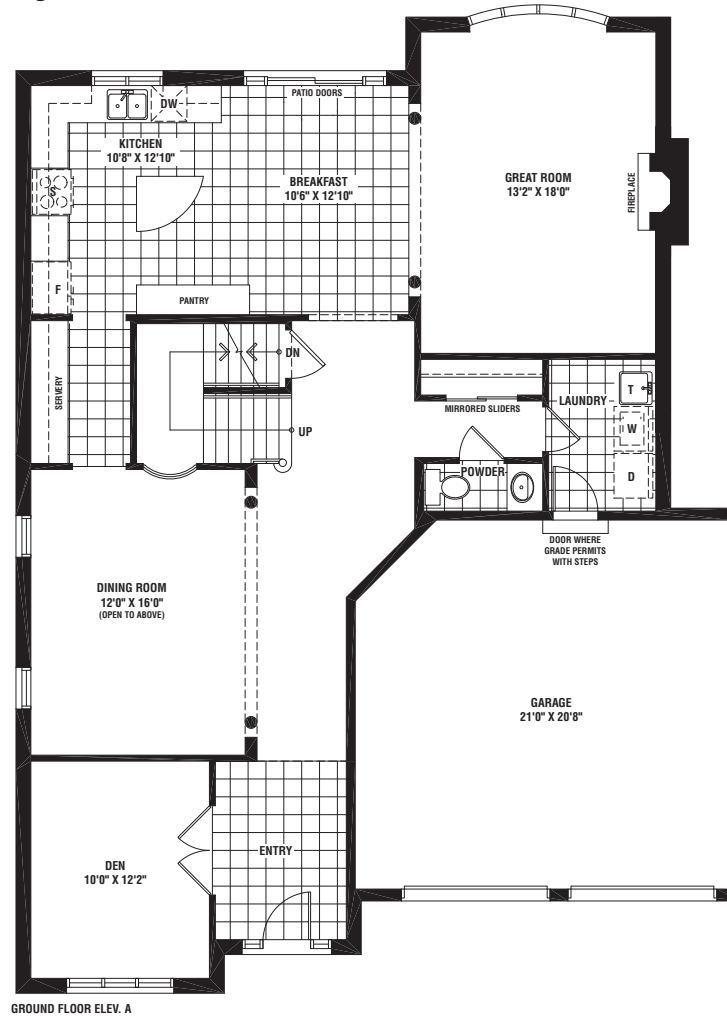 DW
PATIO DOORS
KITCHEN
10'8" X 12'10"
BREAKFAST
10'6" X 12'10"
GREAT ROOM
13'2" X 18'0"
FIREPLACE
S
F
PANTRY
SERVERY
DN
UP
MIRRORED SLIDERS
LAUNDRY
T
W
D
POWDER
DOOR WHERE
GRADE PERMITS
WITH STEPS
DINING ROOM
12'0" X 16'0"
(OPEN TO ABOVE)
GARAGE
21'0" X 20'8"
ENTRY
DEN
10'0" X 12'2"
GROUND FLOOR ELEV. A